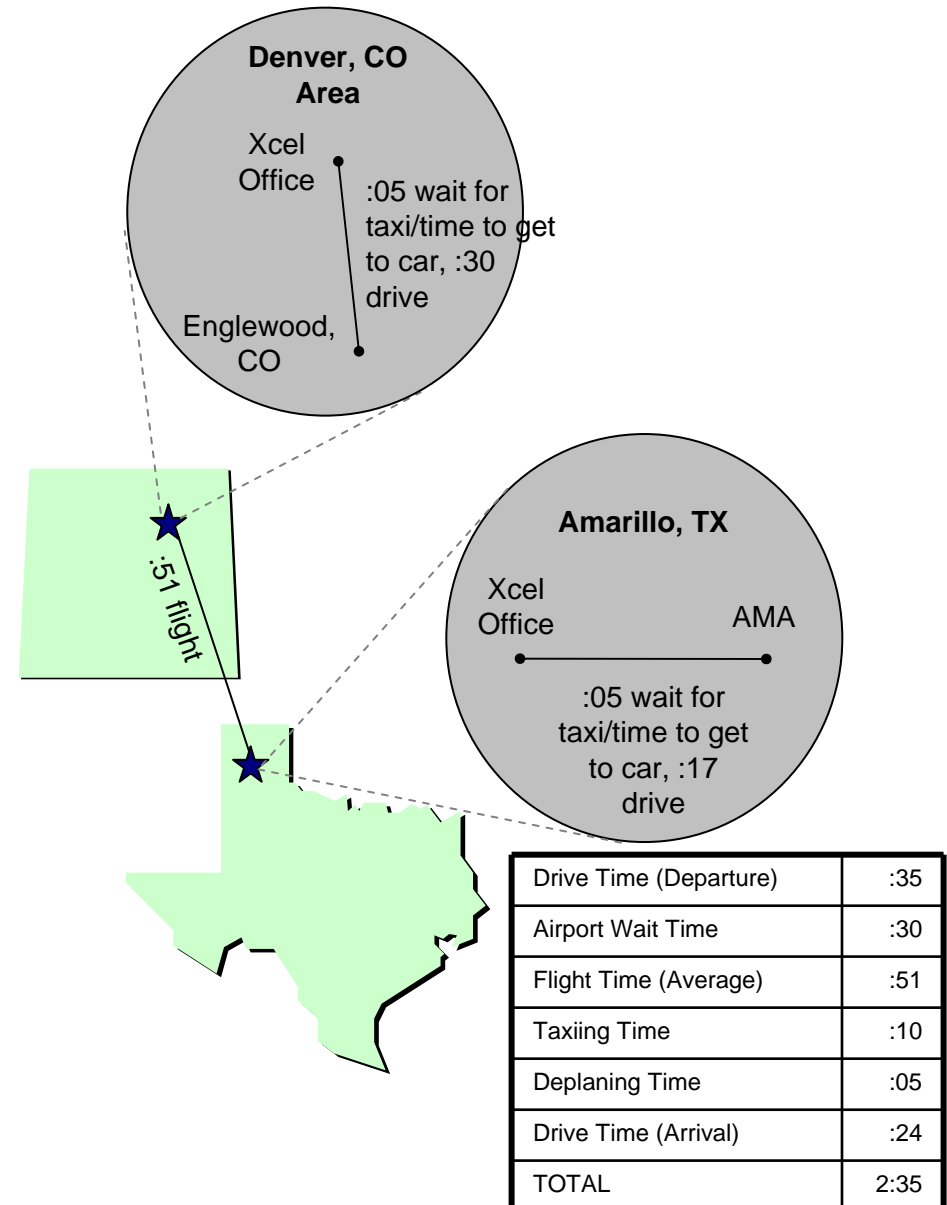 Denver, CO
Area
Xcel
Office
:05 wait for
taxi/time to get
to car, :30
drive
Englewood,
CO
:51 flight
Amarillo, TX
Xcel
Office
AMA
:05 wait for
taxi/time to get
to car, :17
drive
Drive Time (Departure) :35
Airport Wait Time :30
Flight Time (Average) :51
Taxiing Time :10
Deplaning Time :05
Drive Time (Arrival) :24
TOTAL 2:35